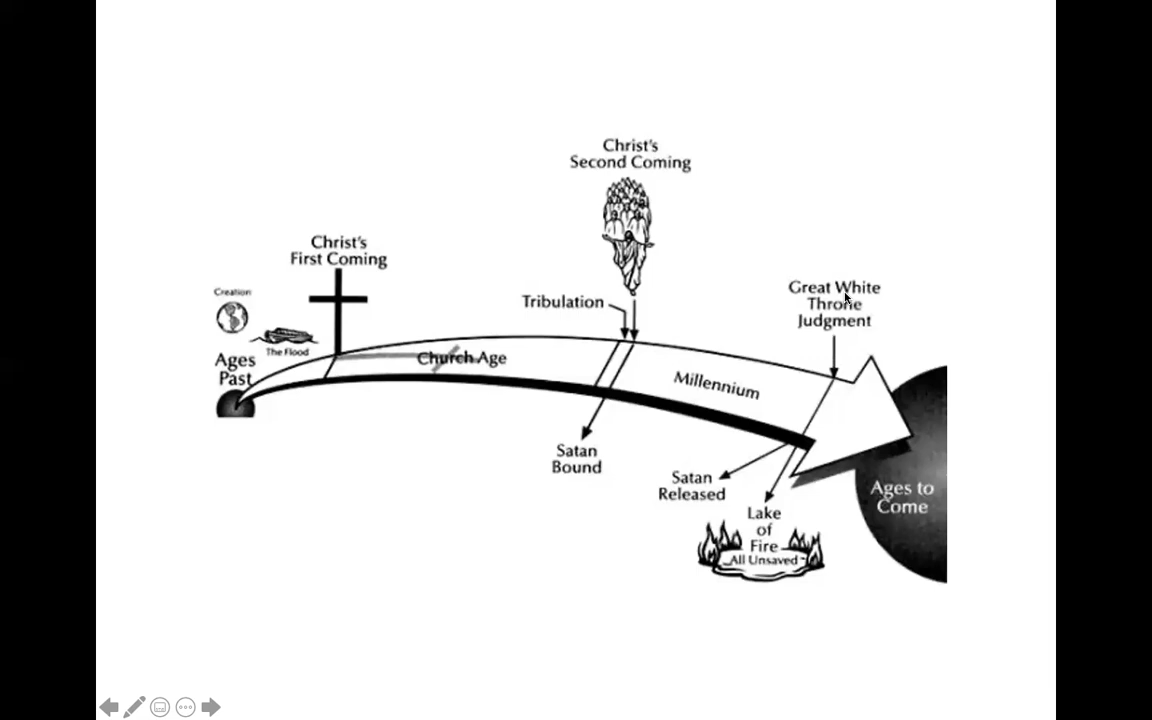 Christ's
Second Coming
Christ's
First Coming
Creation
The Flood
Ages
Past
Church Age
Tribulation
Great White
Throne
Judgment
Millennium
Satan
Bound
Satan
Released
Lake
of
Fire
All Unsaved
Ages to
Come